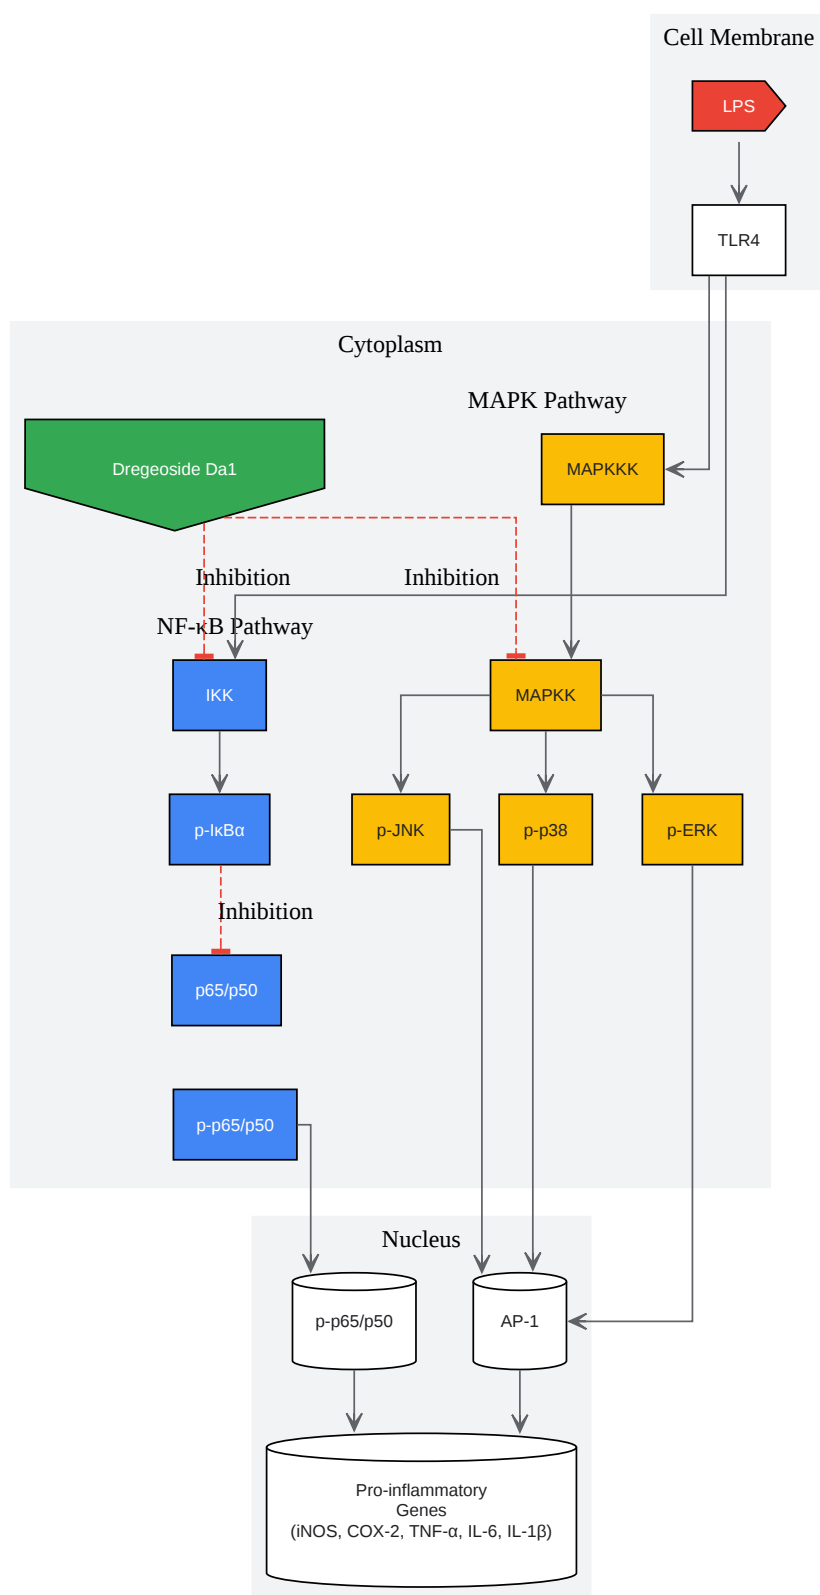 Cell Membrane
LPS
TLR4
Cytoplasm
MAPK Pathway
Dregeoside Da1
MAPKKK
Inhibition
Inhibition
NF-κB Pathway
IKK
MAPKK
p-IκBα
p-JNK
p-p38
p-ERK
Inhibition
p65/p50
p-p65/p50
Nucleus
p-p65/p50
AP-1
Pro-inflammatory
Genes
(iNOS, COX-2, TNF-α, IL-6, IL-1β)